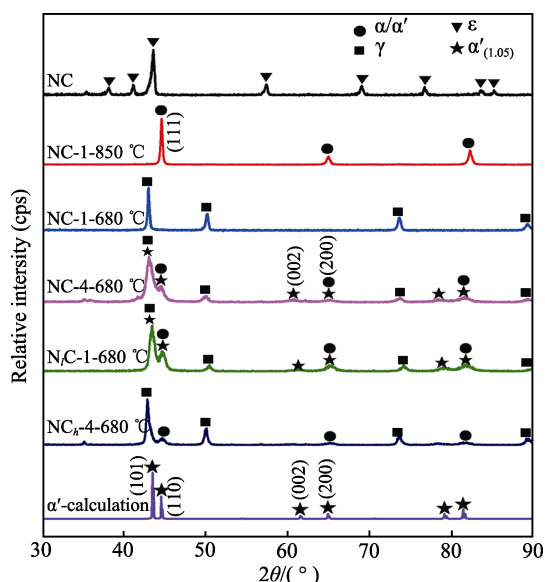 α/α′ ε
γ α′(1.05)
NC
NC-1-850 ℃
(111)
NC-1-680 ℃
NC-4-680 ℃
(002)
(200)
NlC-1-680 ℃
NCh-4-680 ℃
α′-calculation
(101)
(110)
(002)
(200)
Relative intersity (cps)
30 40 50 60 70 80 90
2θ/(°)